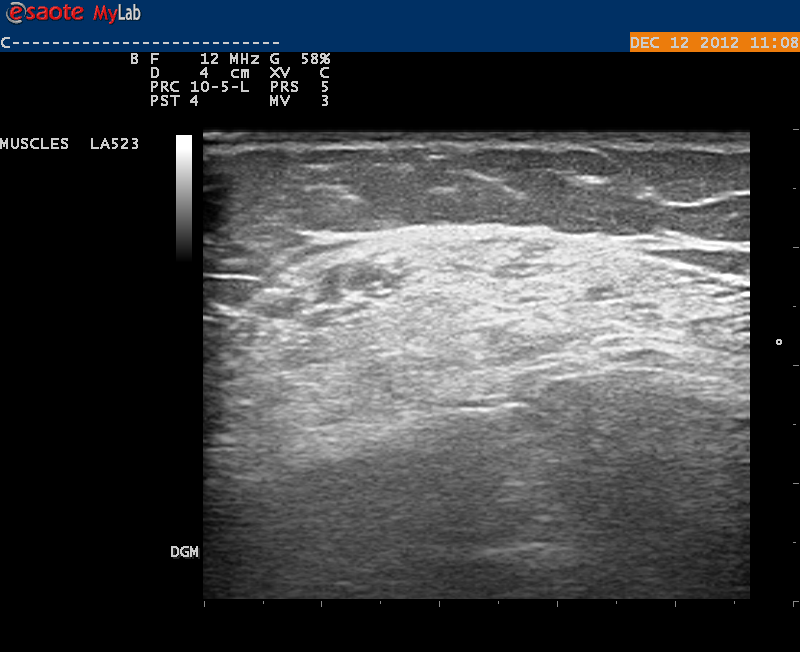 esaote MyLab
C----------------------------
DEC 12 2012 11:08
B F 12 MHz G 58%
D 4 cm XV C
PRC 10-5-L PRS 5
PST 4 MV 3
MUSCLES LA523
DGM